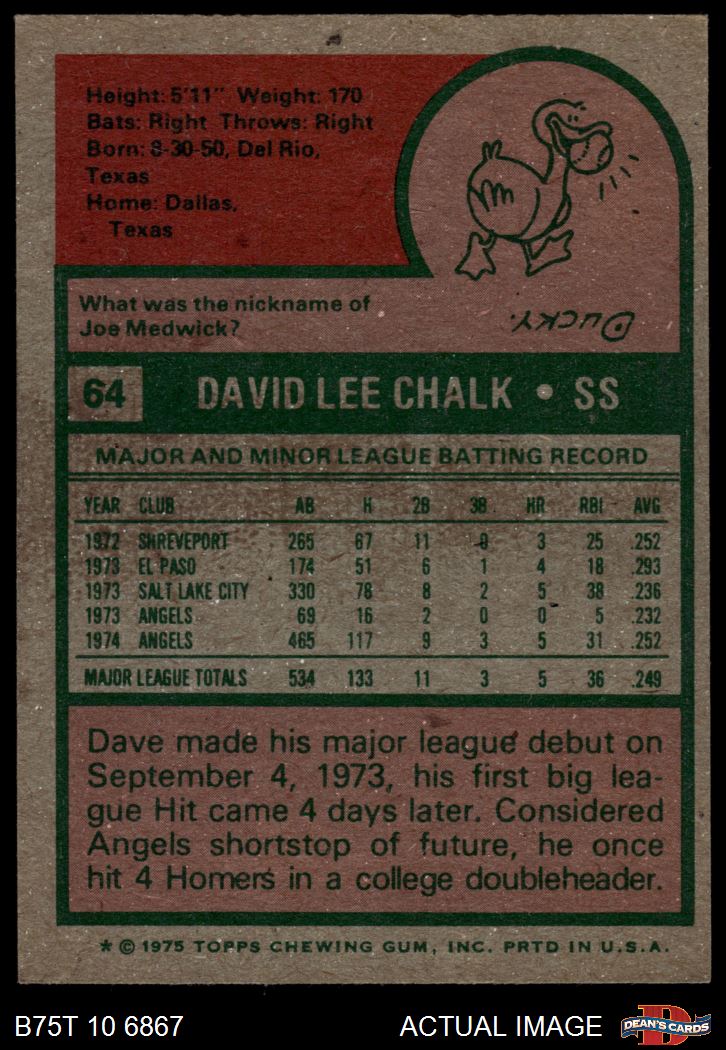 Height: 5'11" Weight: 170
Bats: Right Throws: Right
Born: 8-30-50, Del Rio,
Texas
Home: Dallas,
Texas
What was the nickname of
Joe Medwick?
Ducky.
64 DAVID LEE CHALK • SS
MAJOR AND MINOR LEAGUE BATTING RECORD
YEAR CLUB AB H 2B 3B HR RBI AVG
1972 SHREVEPORT 265 67 11 0 3 25 .252
1973 EL PASO 174 51 6 1 4 18 .293
1973 SALT LAKE CITY 330 78 8 2 5 38 .236
1973 ANGELS 69 16 2 0 0 5 .232
1974 ANGELS 465 117 9 3 5 31 .252
MAJOR LEAGUE TOTALS 534 133 11 3 5 36 .249
Dave made his major league debut on
September 4, 1973, his first big lea-
gue Hit came 4 days later. Considered
Angels shortstop of future, he once
hit 4 Homers in a college doubleheader.
* © 1975 TOPPS CHEWING GUM, INC. PRTD IN U.S.A.
B75T 10 6867 ACTUAL IMAGE D DEAN'S CARDS